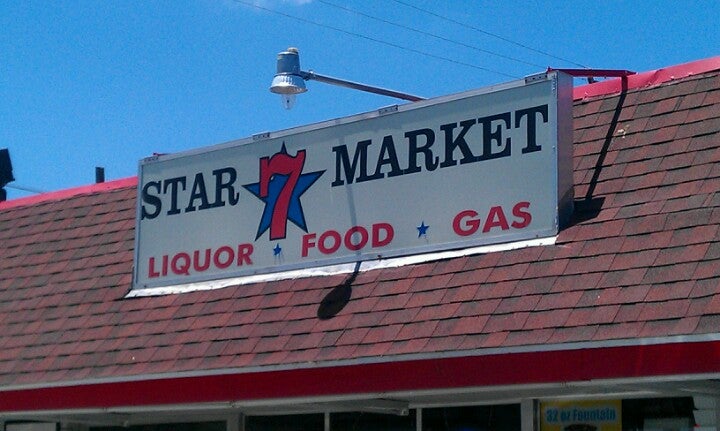 STAR 7 MARKET
LIQUOR FOOD GAS
32 oz Fountain